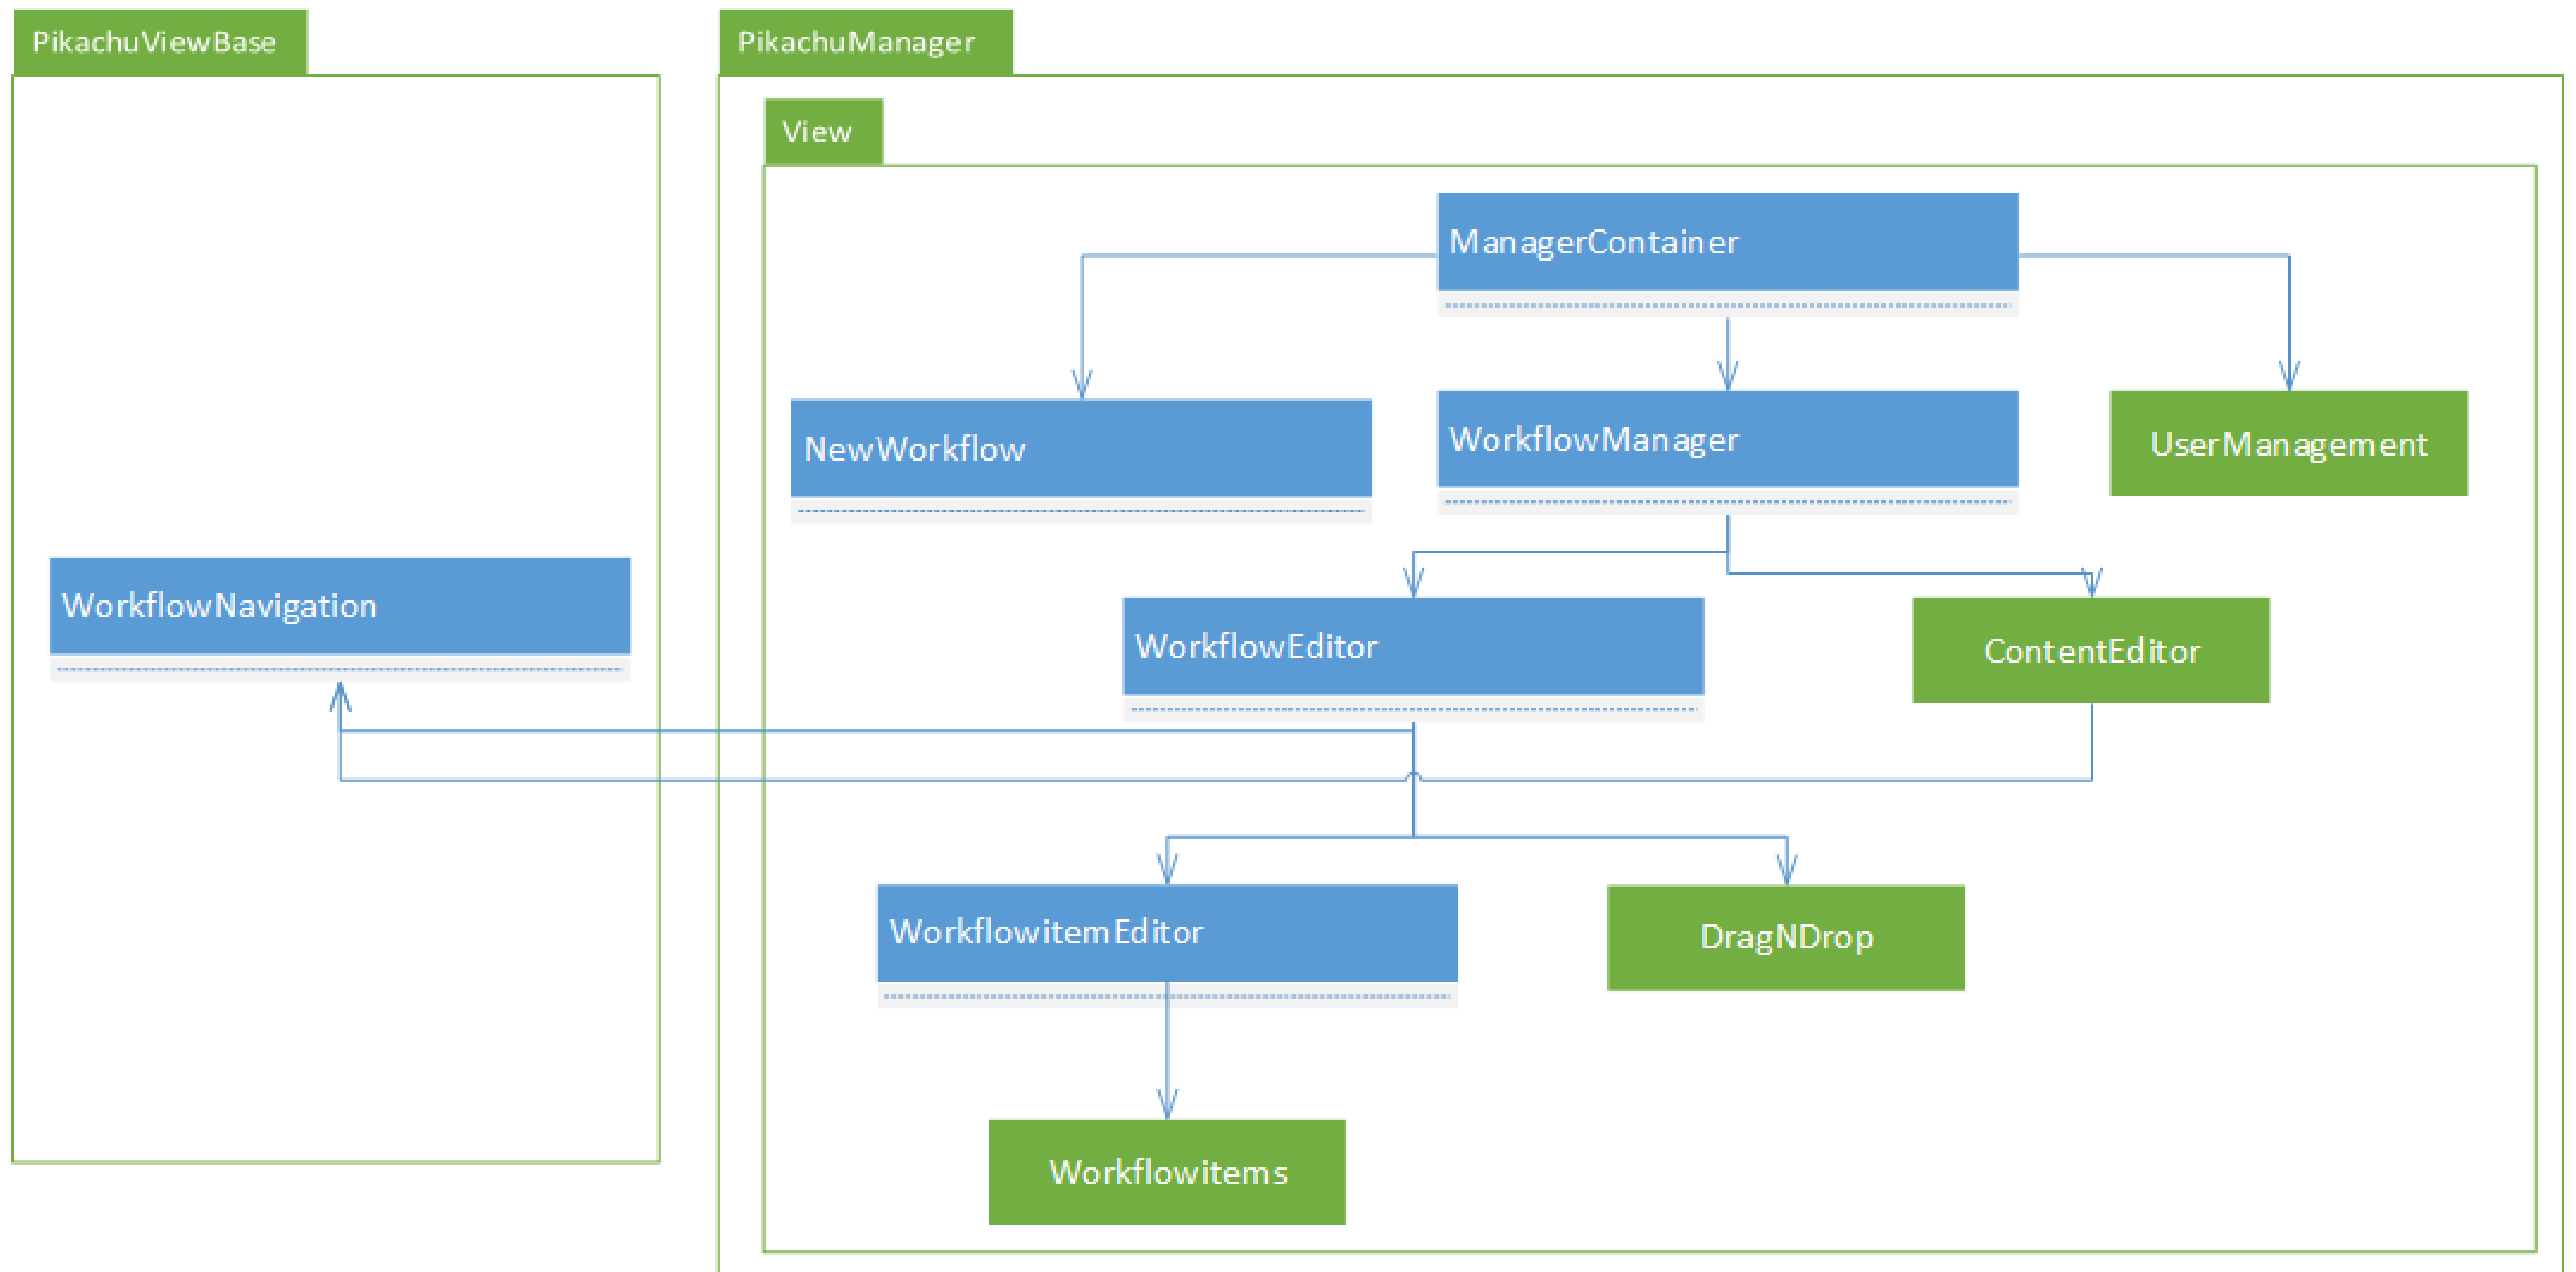 PikachuViewBase
PikachuManager
View
ManagerContainer
NewWorkflow
WorkflowManager
UserManagement
WorkflowNavigation
WorkflowEditor
ContentEditor
WorkflowitemEditor
DragNDrop
Workflowitems